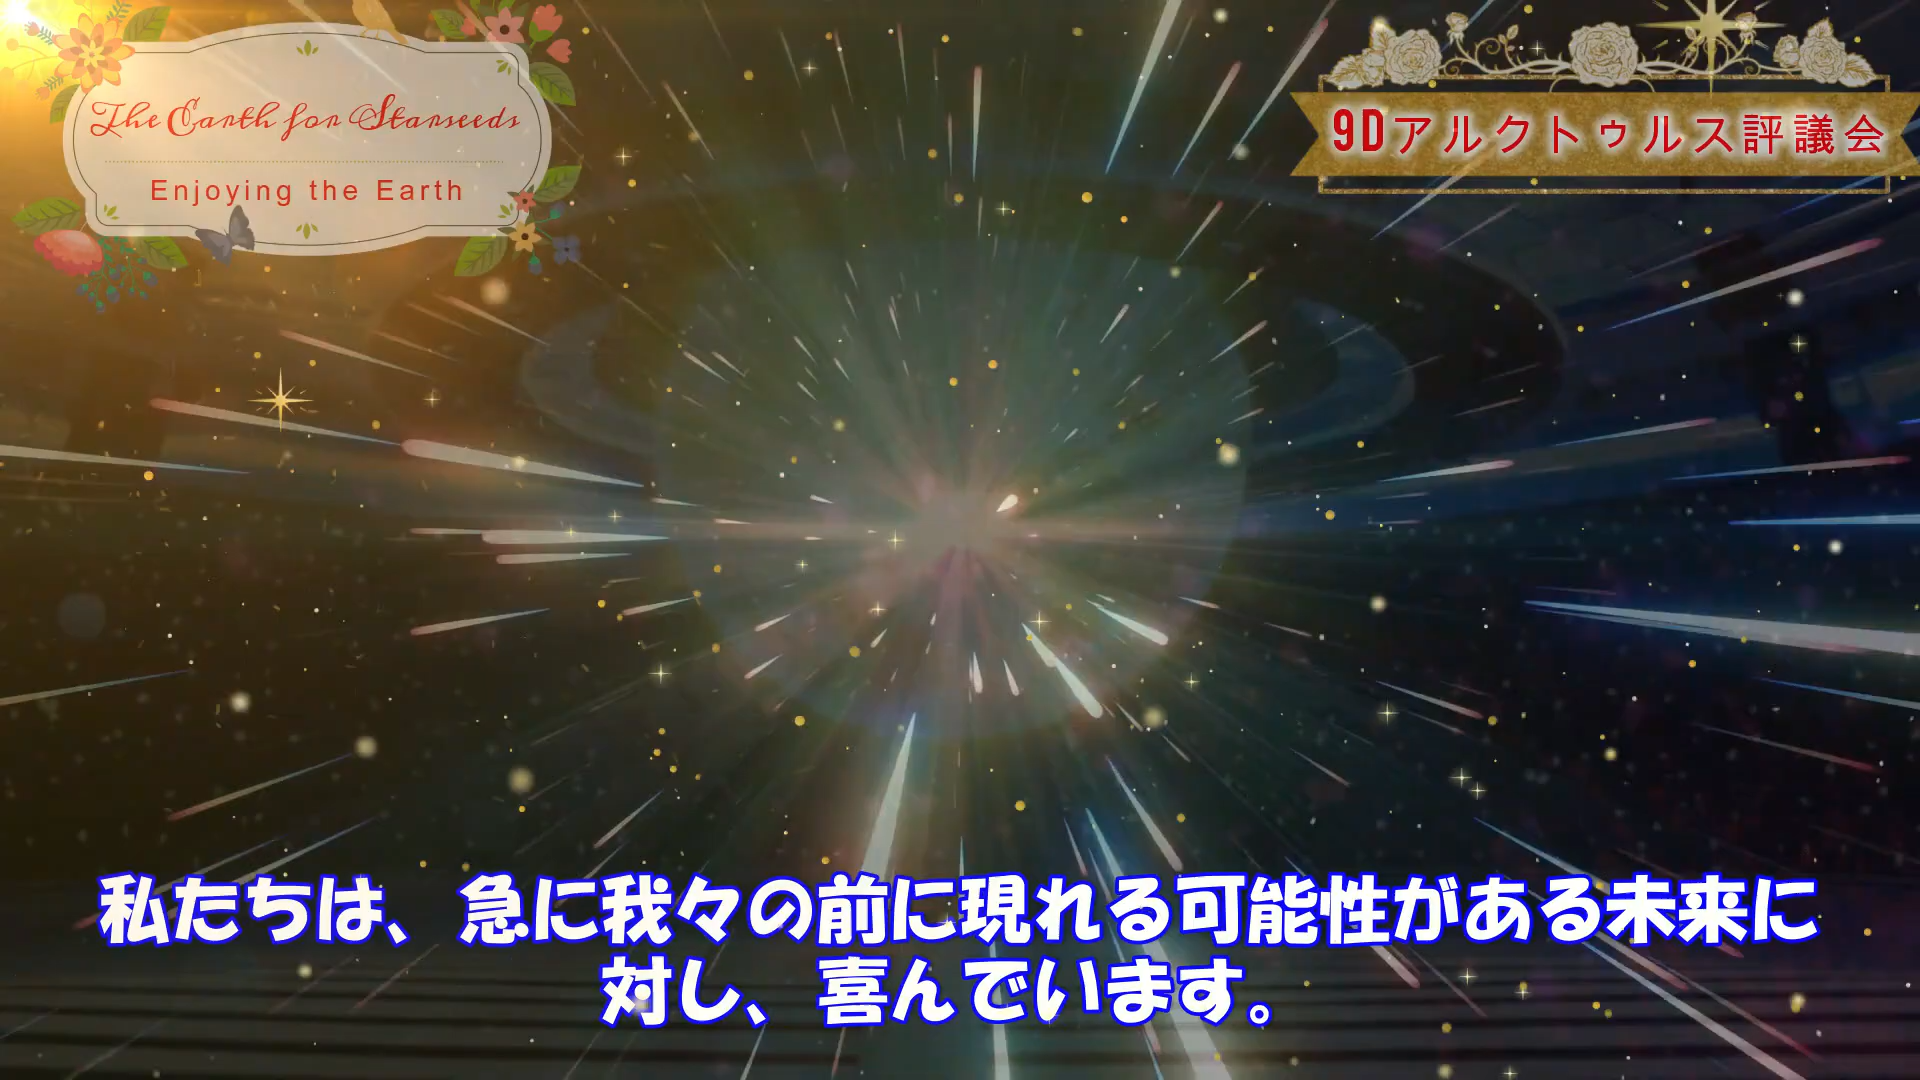 The Earth for Starseeds
Enjoying the Earth
9Dアルクトゥルス評議会
私たちは、急に我々の前に現れる可能性がある未来に
対し、喜んでいます。